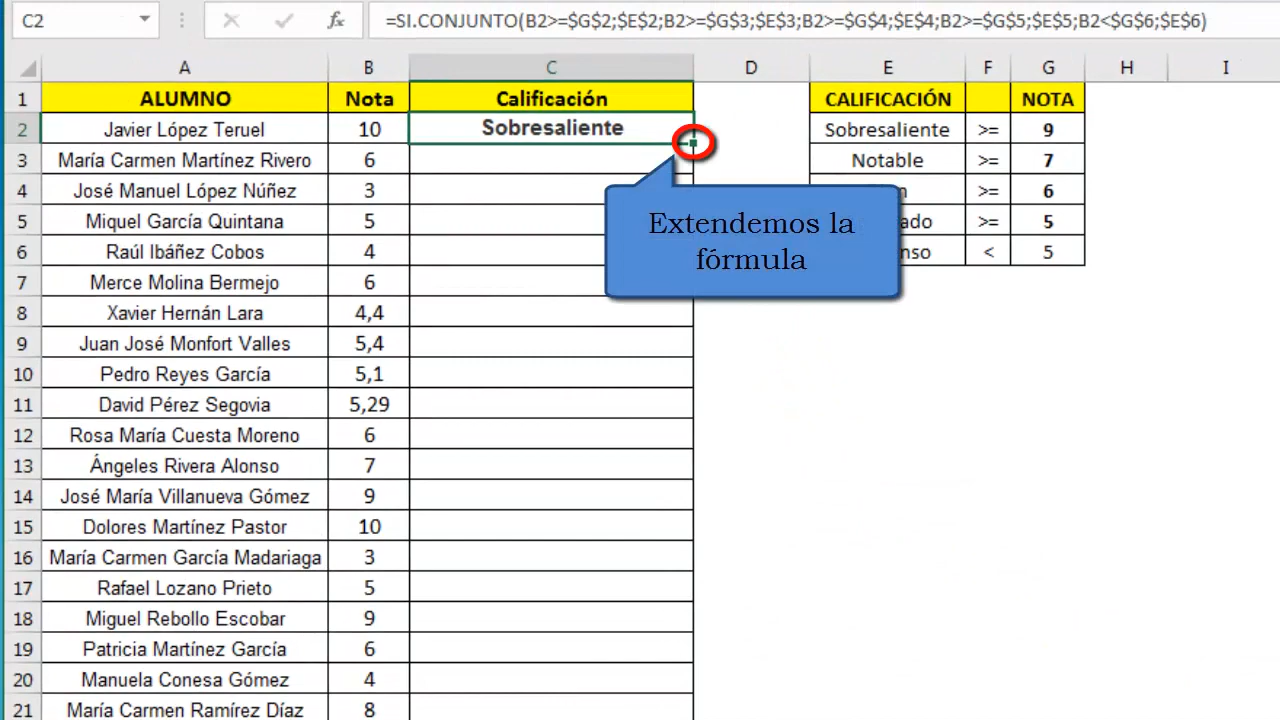 C2 fx =SI.CONJUNTO(B2>=$G$2;$E$2;B2>=$G$3;$E$3;B2>=$G$4;$E$4;B2>=$G$5;$E$5;B2<$G$6;$E$6)
A B C D E F G H I
1 ALUMNO Nota Calificación CALIFICACIÓN NOTA
2 Javier López Teruel 10 Sobresaliente Sobresaliente >= 9
3 María Carmen Martínez Rivero 6 Notable >= 7
4 José Manuel López Núñez 3 >= 6
5 Miquel García Quintana 5 >= 5
6 Raúl Ibáñez Cobos 4 < 5
Extendemos la
fórmula
7 Merce Molina Bermejo 6
8 Xavier Hernán Lara 4,4
9 Juan José Monfort Valles 5,4
10 Pedro Reyes García 5,1
11 David Pérez Segovia 5,29
12 Rosa María Cuesta Moreno 6
13 Ángeles Rivera Alonso 7
14 José María Villanueva Gómez 9
15 Dolores Martínez Pastor 10
16 María Carmen García Madariaga 3
17 Rafael Lozano Prieto 5
18 Miguel Rebollo Escobar 9
19 Patricia Martínez García 6
20 Manuela Conesa Gómez 4
21 María Carmen Ramírez Díaz 8